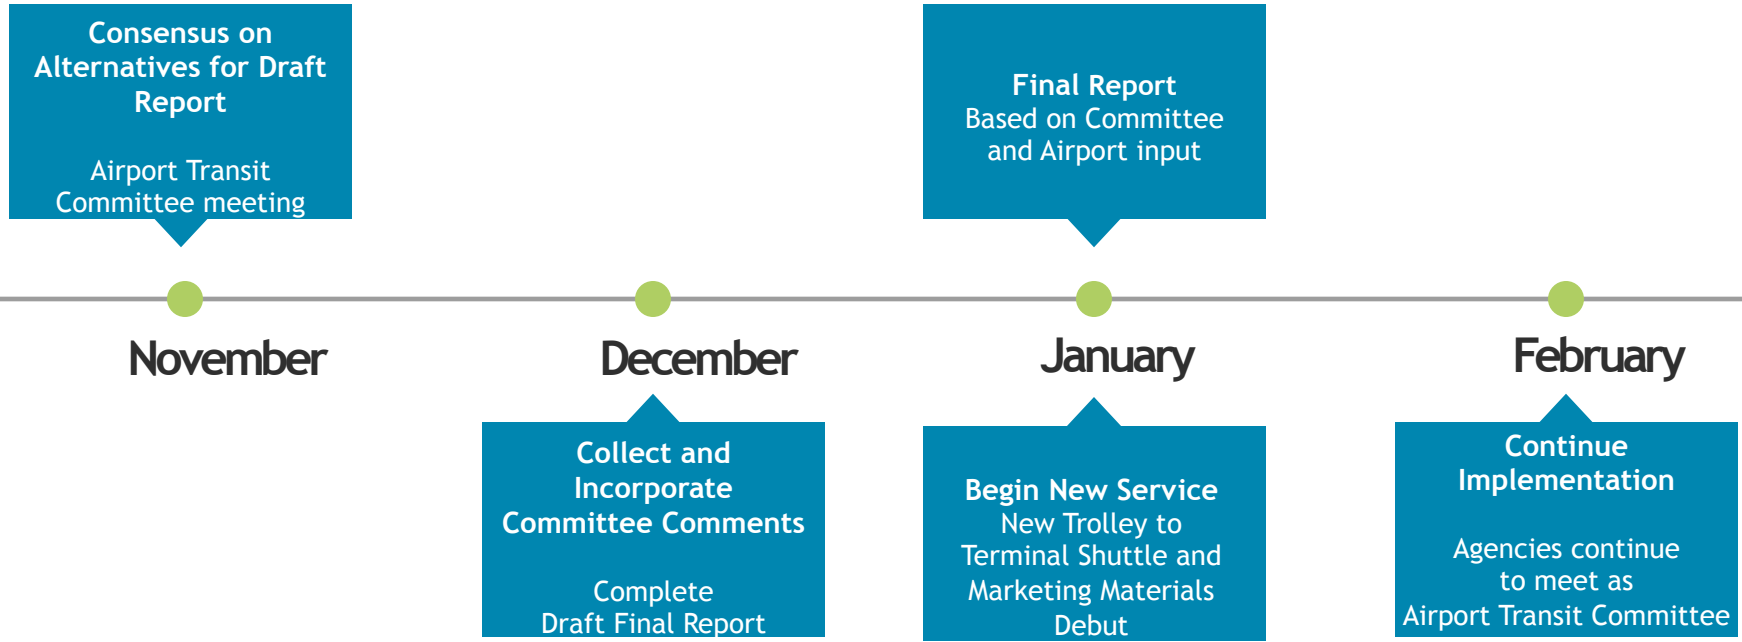 Consensus on
Alternatives for Draft
Report
Airport Transit
Committee meeting
Final Report
Based on Committee
and Airport input
November
December
January
February
Collect and
Incorporate
Committee Comments
Complete
Draft Final Report
Begin New Service
New Trolley to
Terminal Shuttle and
Marketing Materials
Debut
Continue
Implementation
Agencies continue
to meet as
Airport Transit Committee